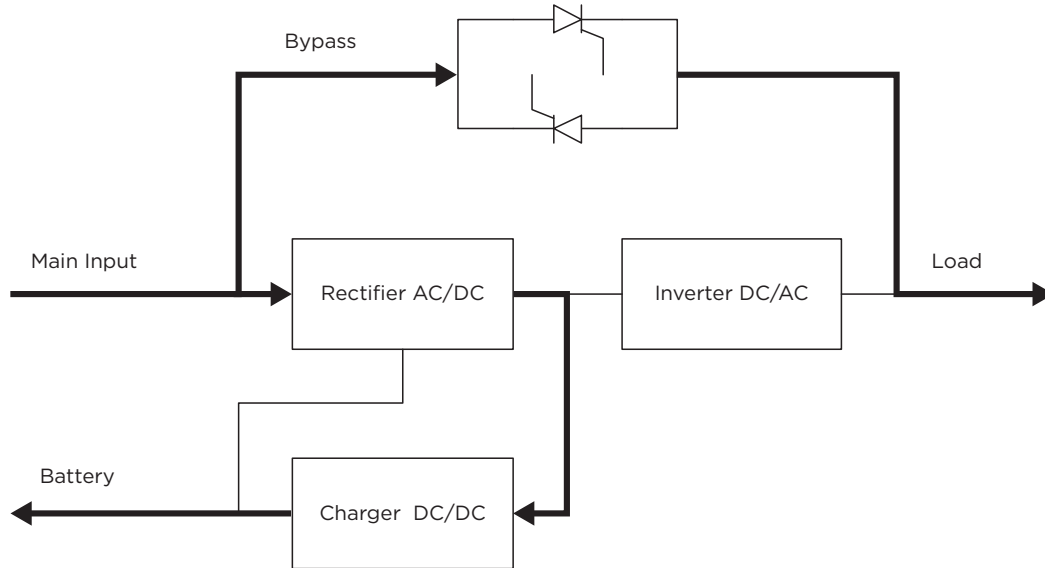 Bypass
Main Input
Rectifier AC/DC
Inverter DC/AC
Load
Battery
Charger  DC/DC